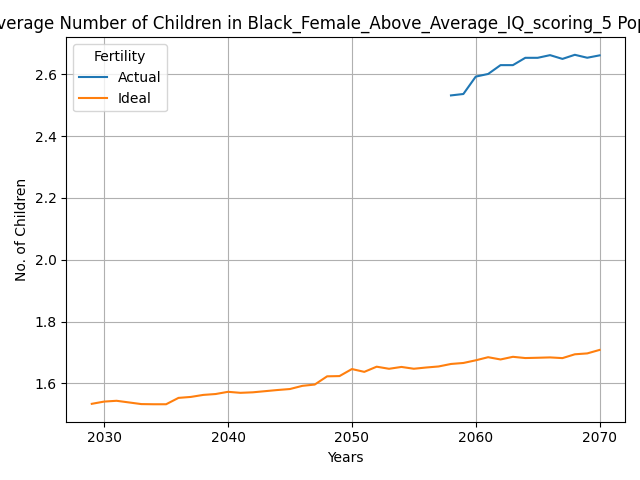 verage Number of Children in Black_Female_Above_Average_IQ_scoring_5 Pop
Fertility
Actual
Ideal
No. of Children
2.6
2.4
2.2
2.0
1.8
1.6
2030 2040 2050 2060 2070
Years